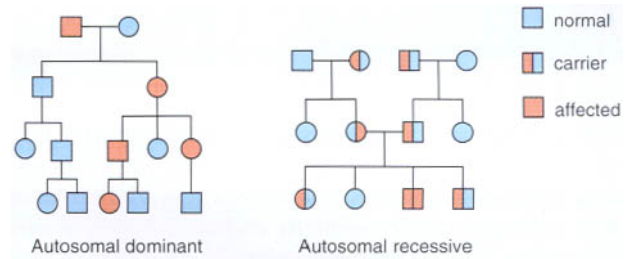 normal
carrier
affected
Autosomal dominant
Autosomal recessive